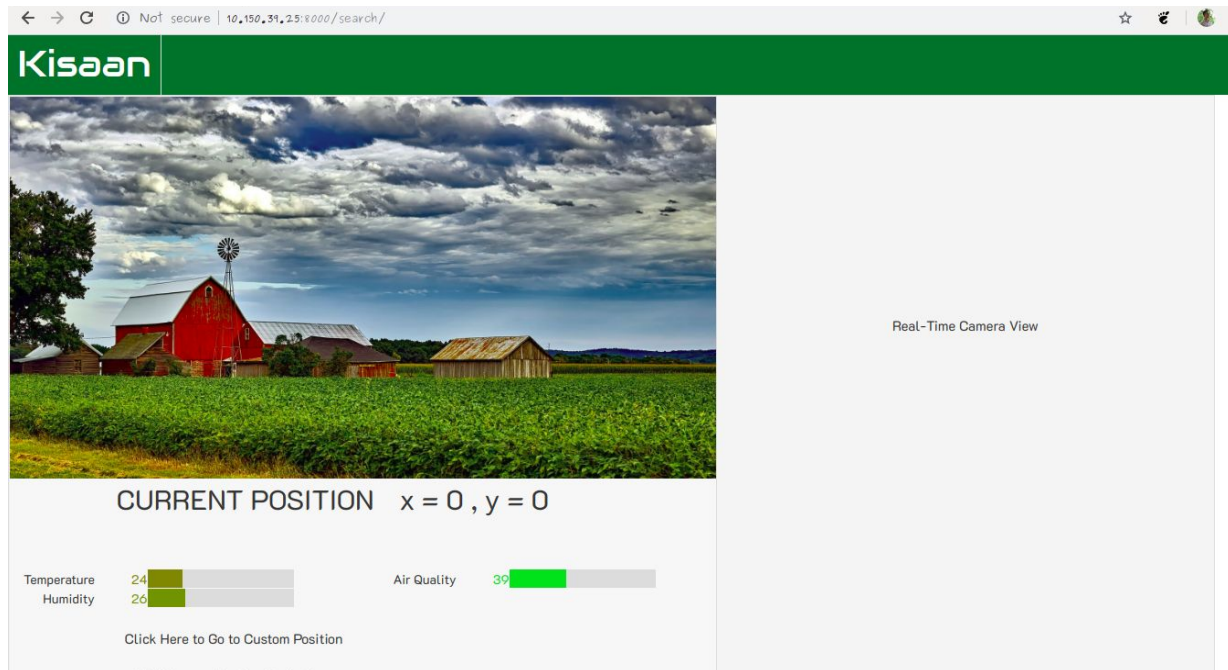 Not secure | 10.150.39.25:8000/search/
Kisaan
Real-Time Camera View
CURRENT POSITION x = 0 , y = 0
Temperature 24
Air Quality 39
Humidity 26
Click Here to Go to Custom Position